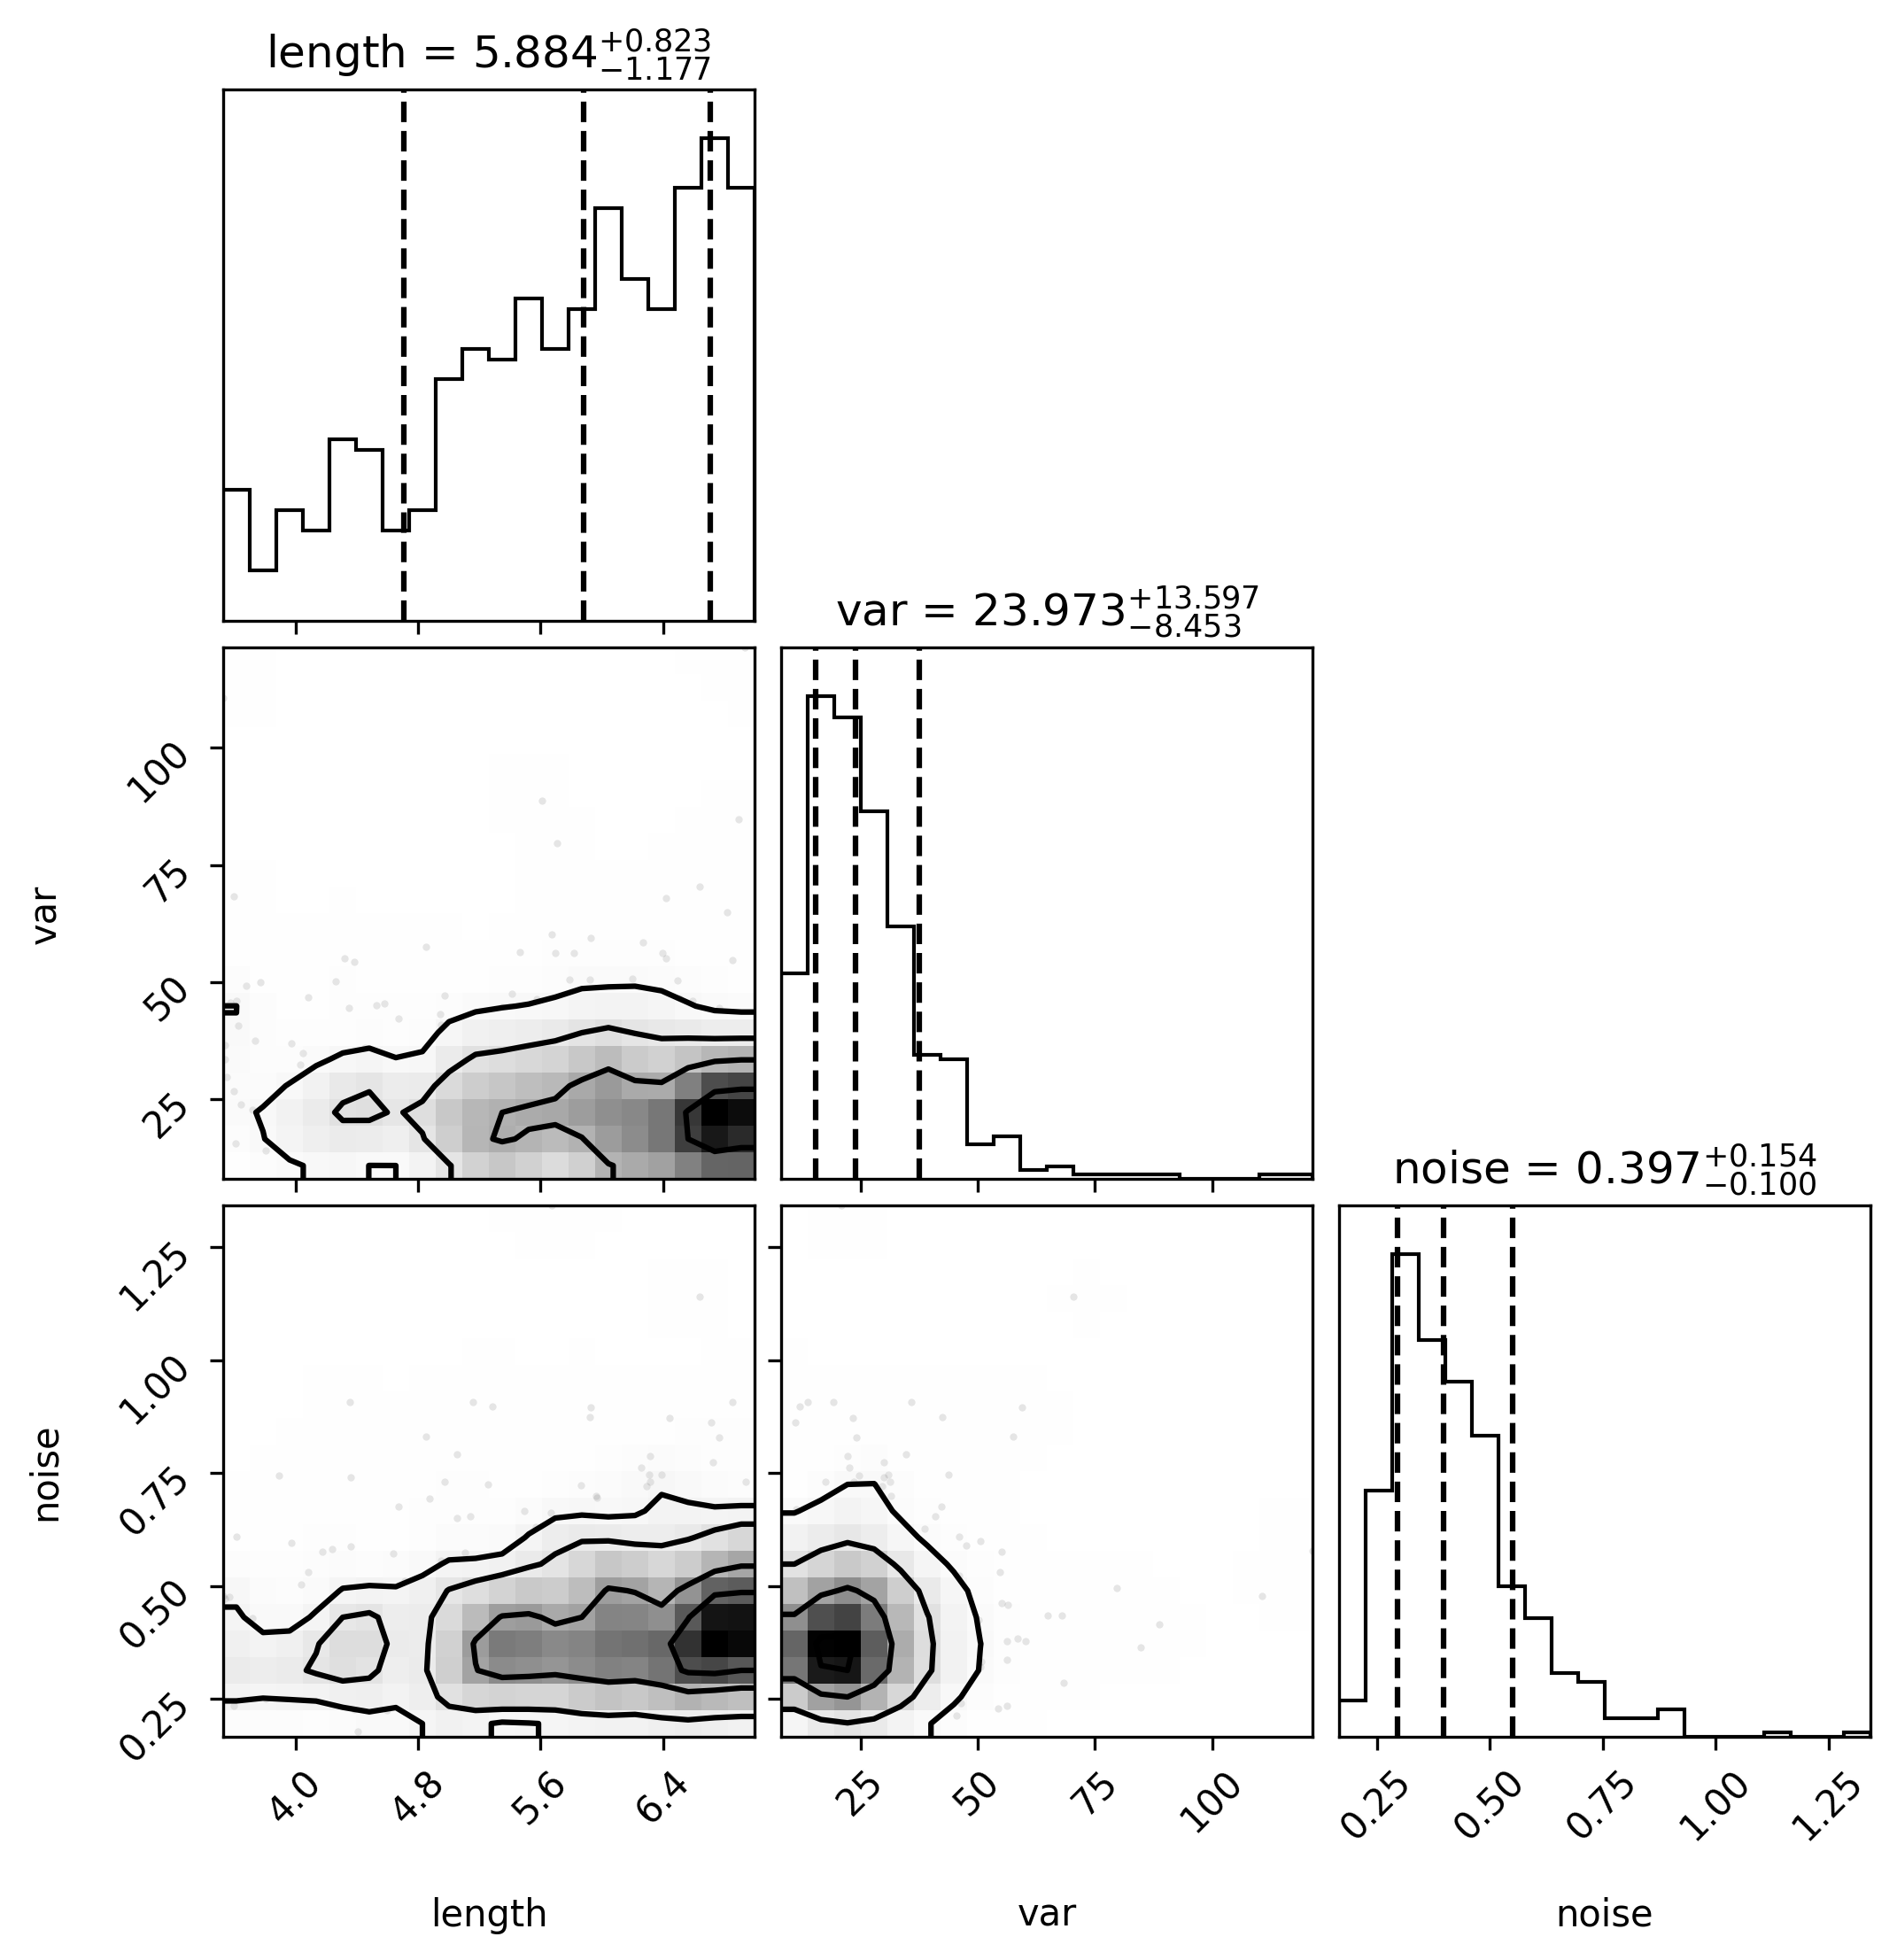 length = 5.884 +0.823 −1.177
var = 23.973 +13.597 −8.453
100
75
50
25
var
noise = 0.397 +0.154 −0.100
1.25
1.00
0.75
0.50
0.25
noise
4.0 4.8 5.6 6.4 25 50 75 100 0.25 0.50 0.75 1.00 1.25
length var noise